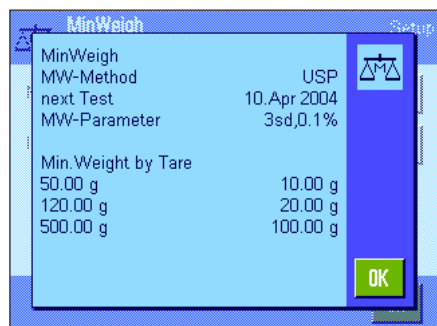 MinWeigh
Setup
MinWeigh
MW-Method USP
next Test 10.Apr 2004
MW-Parameter 3sd,0.1%
Min.Weight by Tare
50.00 g 10.00 g
120.00 g 20.00 g
500.00 g 100.00 g
OK